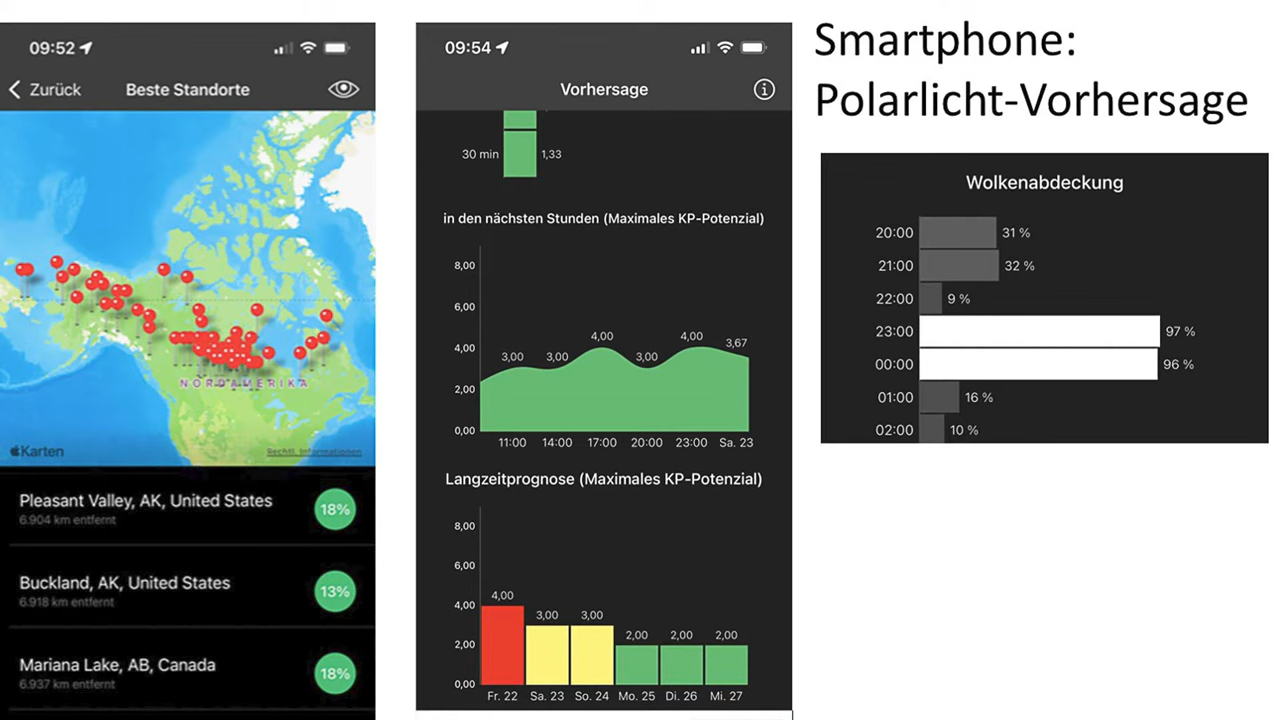 09:52
Zurück
Beste Standorte
NORDAMERIKA
Karten
Rechtl. Informationen
Pleasant Valley, AK, United States
6.904 km entfernt
18%
Buckland, AK, United States
6.918 km entfernt
13%
Mariana Lake, AB, Canada
6.937 km entfernt
18%
09:54
Vorhersage
30 min 1,33
in den nächsten Stunden (Maximales KP-Potenzial)
8,00
6,00
4,00
2,00
0,00
3,00 3,00 4,00 3,00 4,00 3,67
11:00 14:00 17:00 20:00 23:00 Sa. 23
Langzeitprognose (Maximales KP-Potenzial)
8,00
6,00
4,00
2,00
0,00
4,00 3,00 3,00 2,00 2,00 2,00
Fr. 22 Sa. 23 So. 24 Mo. 25 Di. 26 Mi. 27
Smartphone:
Polarlicht-Vorhersage
Wolkenabdeckung
20:00 31 %
21:00 32 %
22:00 9 %
23:00 97 %
00:00 96 %
01:00 16 %
02:00 10 %